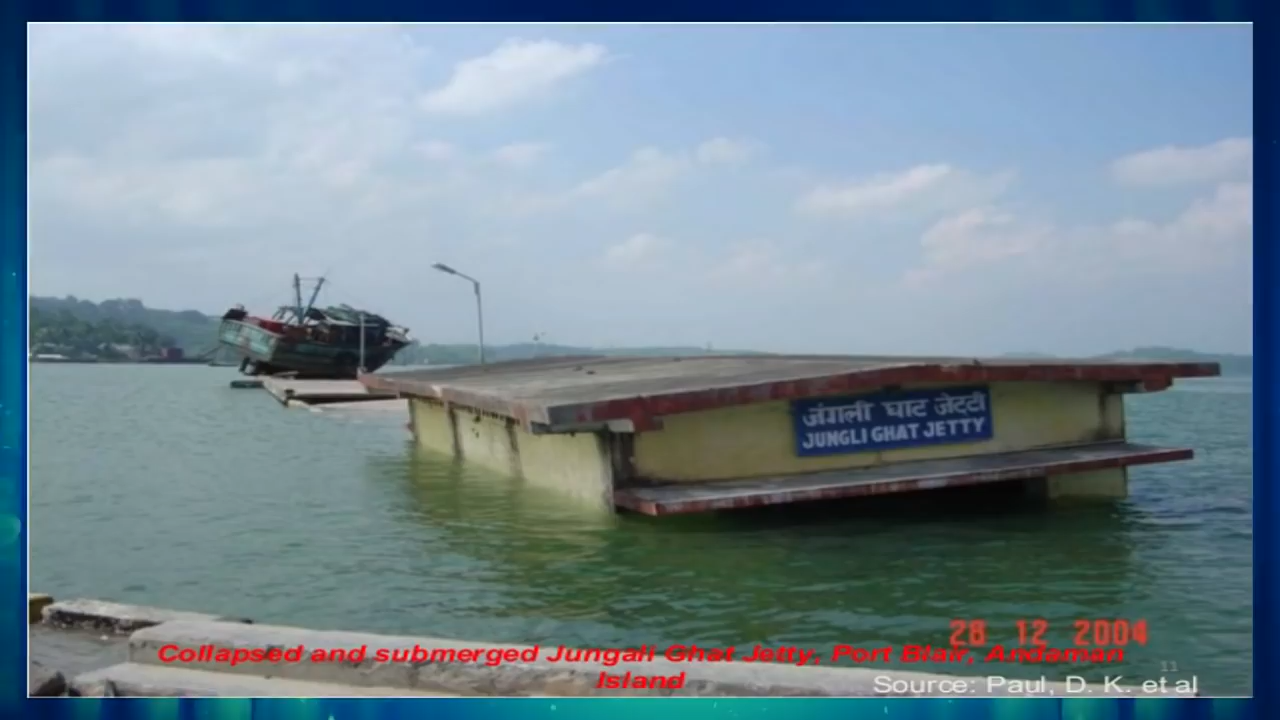 जंगली घाट जेट्टी
JUNGLI GHAT JETTY
28 12 2004
Collapsed and submerged Jungali Ghat Jetty, Port Blair, Andaman
Island
11
Source: Paul, D. K. et al